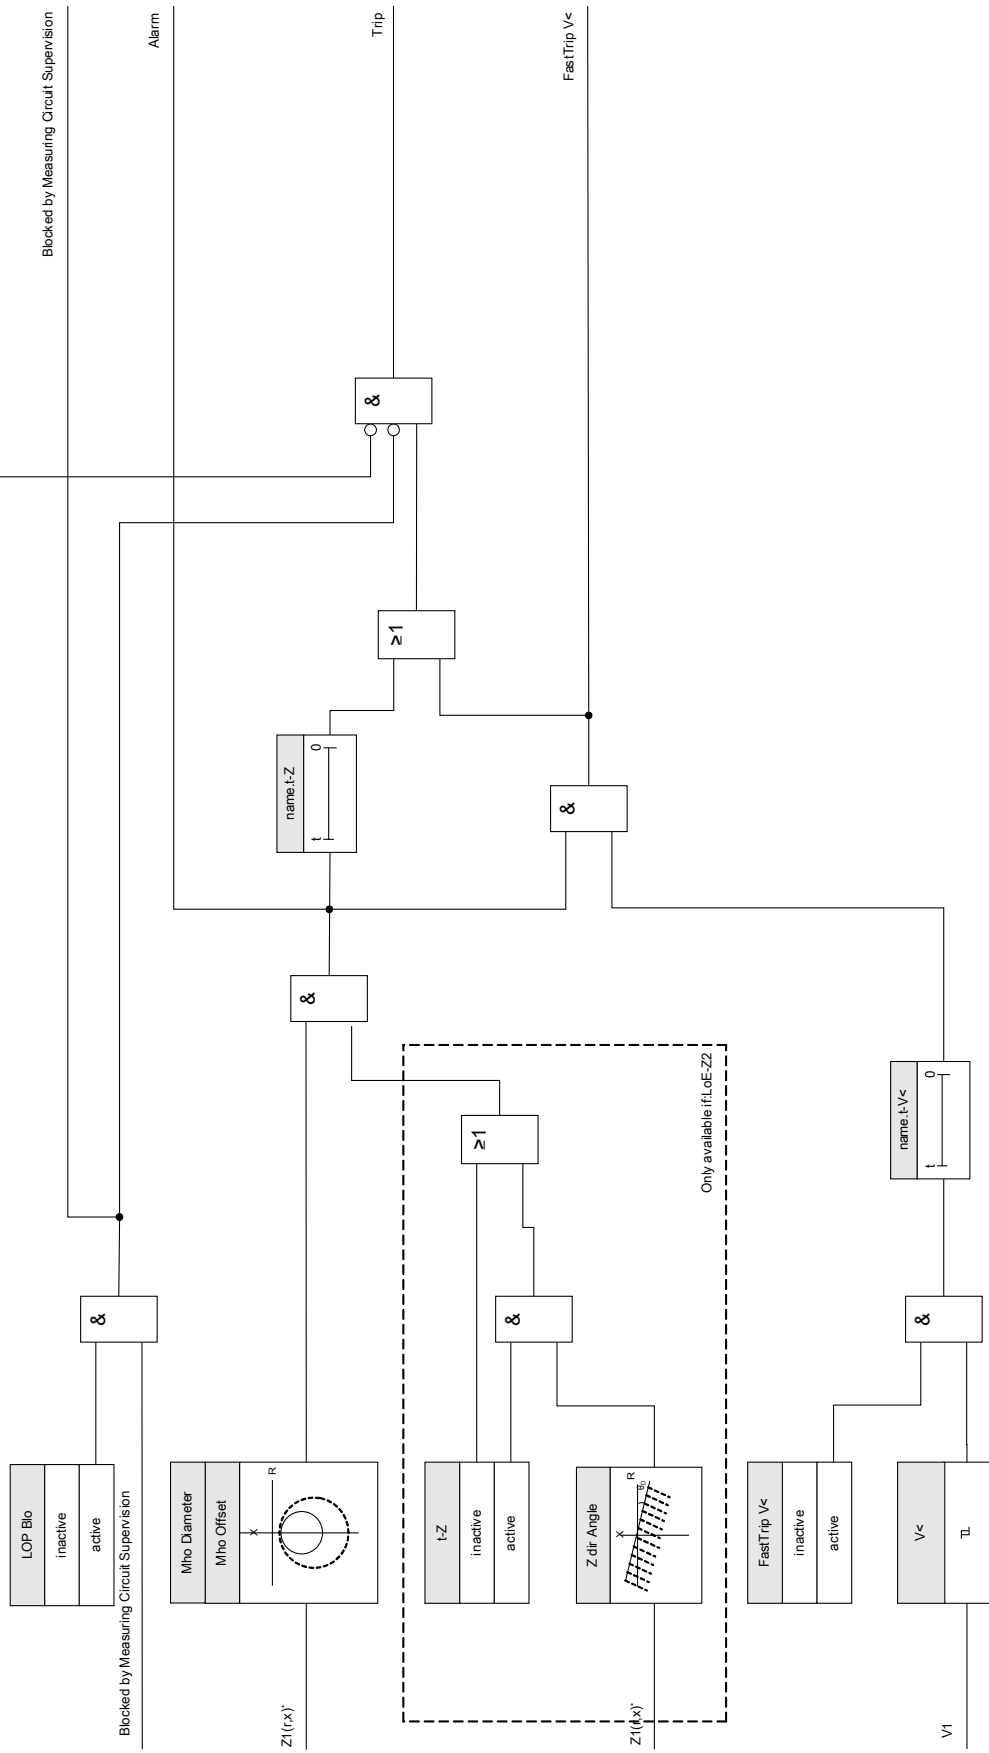 Blocked by Measuring Circuit Supervision
Alarm
Trip
FastTrip V<
&
≥1
name.t-Z
t
0
&
&
Only available if:LoE-Z2
≥1
name.t-V<
t
0
&
&
&
LOP Blo
inactive
active
Blocked by Measuring Circuit Supervision
Mho Diameter
Mho Offset
X
R
Z1(r,x)'
t-Z
inactive
active
Z dir Angle
X
R
θD
Z1(r,x)'
FastTrip V<
inactive
active
V<
V1